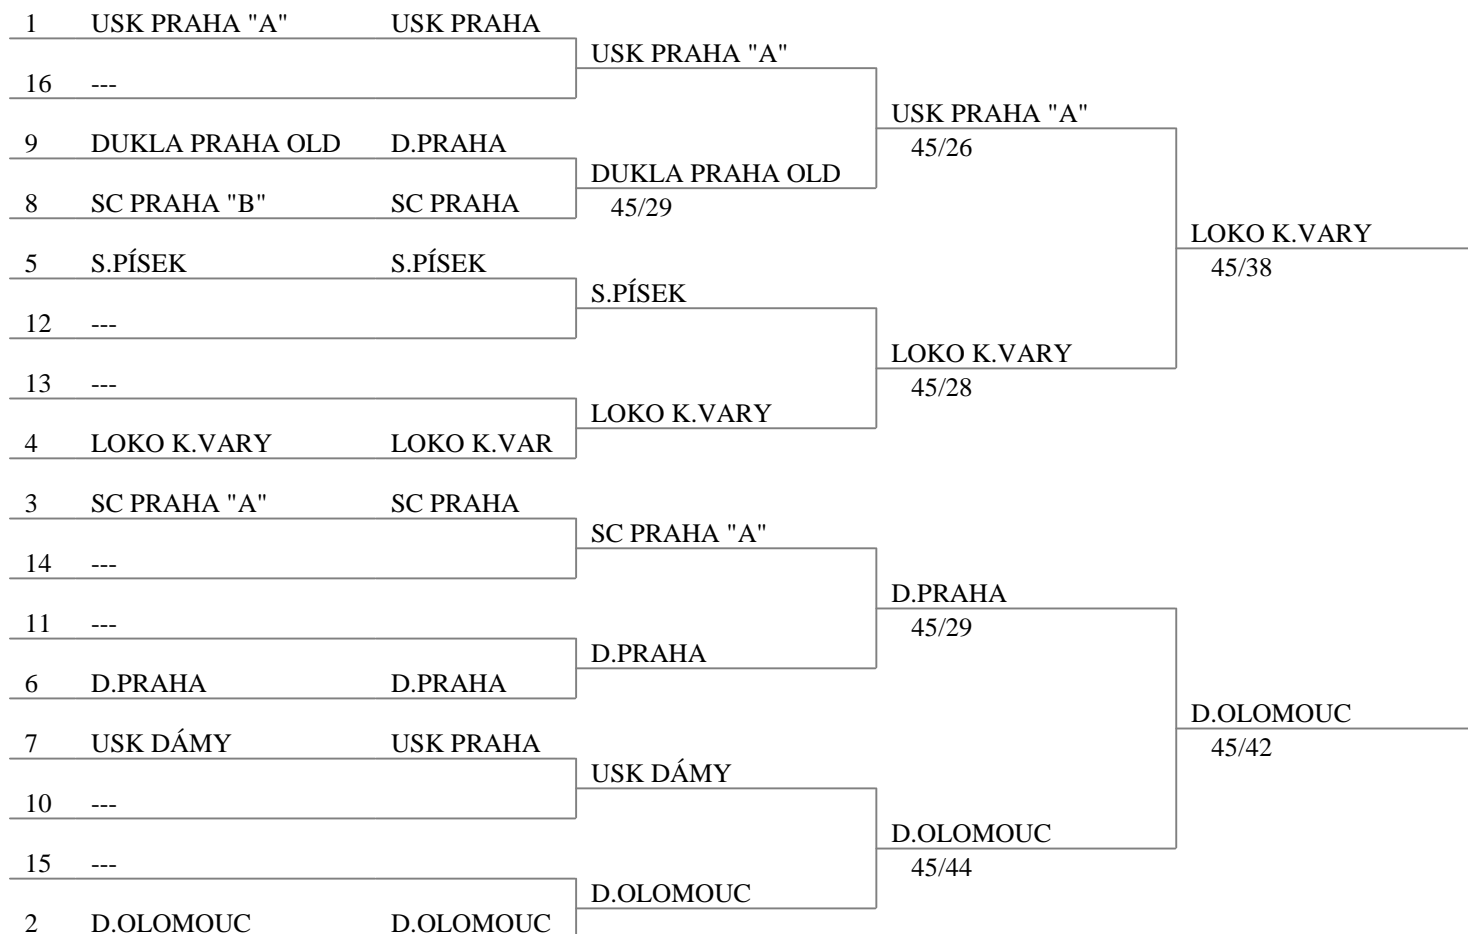 1 USK PRAHA "A" USK PRAHA
USK PRAHA "A"
16 ---
USK PRAHA "A"
45/26
9 DUKLA PRAHA OLD D.PRAHA
DUKLA PRAHA OLD
45/29
8 SC PRAHA "B" SC PRAHA
LOKO K.VARY
45/38
5 S.PÍSEK S.PÍSEK
S.PÍSEK
12 ---
LOKO K.VARY
45/28
13 ---
LOKO K.VARY
4 LOKO K.VARY LOKO K.VAR
3 SC PRAHA "A" SC PRAHA
SC PRAHA "A"
14 ---
D.PRAHA
45/29
11 ---
D.PRAHA
6 D.PRAHA D.PRAHA
D.OLOMOUC
45/42
7 USK DÁMY USK PRAHA
USK DÁMY
10 ---
D.OLOMOUC
45/44
15 ---
D.OLOMOUC
2 D.OLOMOUC D.OLOMOUC